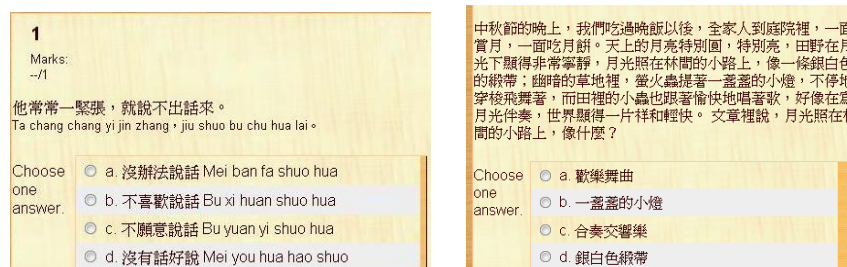 1
Marks:
--/1
他常常一緊張，就說不出話來。
Ta chang chang yi jin zhang，jiu shuo bu chu hua lai。
Choose
one
answer.
a. 沒辦法說話 Mei ban fa shuo hua
b. 不喜歡說話 Bu xi huan shuo hua
c. 不願意說話 Bu yuan yi shuo hua
d. 沒有話好說 Mei you hua hao shuo
中秋節的晚上，我們吃過晚飯以後，全家人到庭院裡，一面
賞月，一面吃月餅。天上的月亮特別圓，特別亮，田野在月
光下顯得非常寧靜，月光照在林間的小路上，像一條銀白色
的緞帶；幽暗的草地裡，螢火蟲提著一盞盞的小燈，不停地
穿梭飛舞著，而田裡的小蟲也跟著愉快地唱著歌，好像在為
月光伴奏，世界顯得一片祥和輕快。 文章裡說，月光照在林
間的小路上，像什麼？
Choose
one
answer.
a. 歡樂舞曲
b. 一盞盞的小燈
c. 合奏交響樂
d. 銀白色緞帶